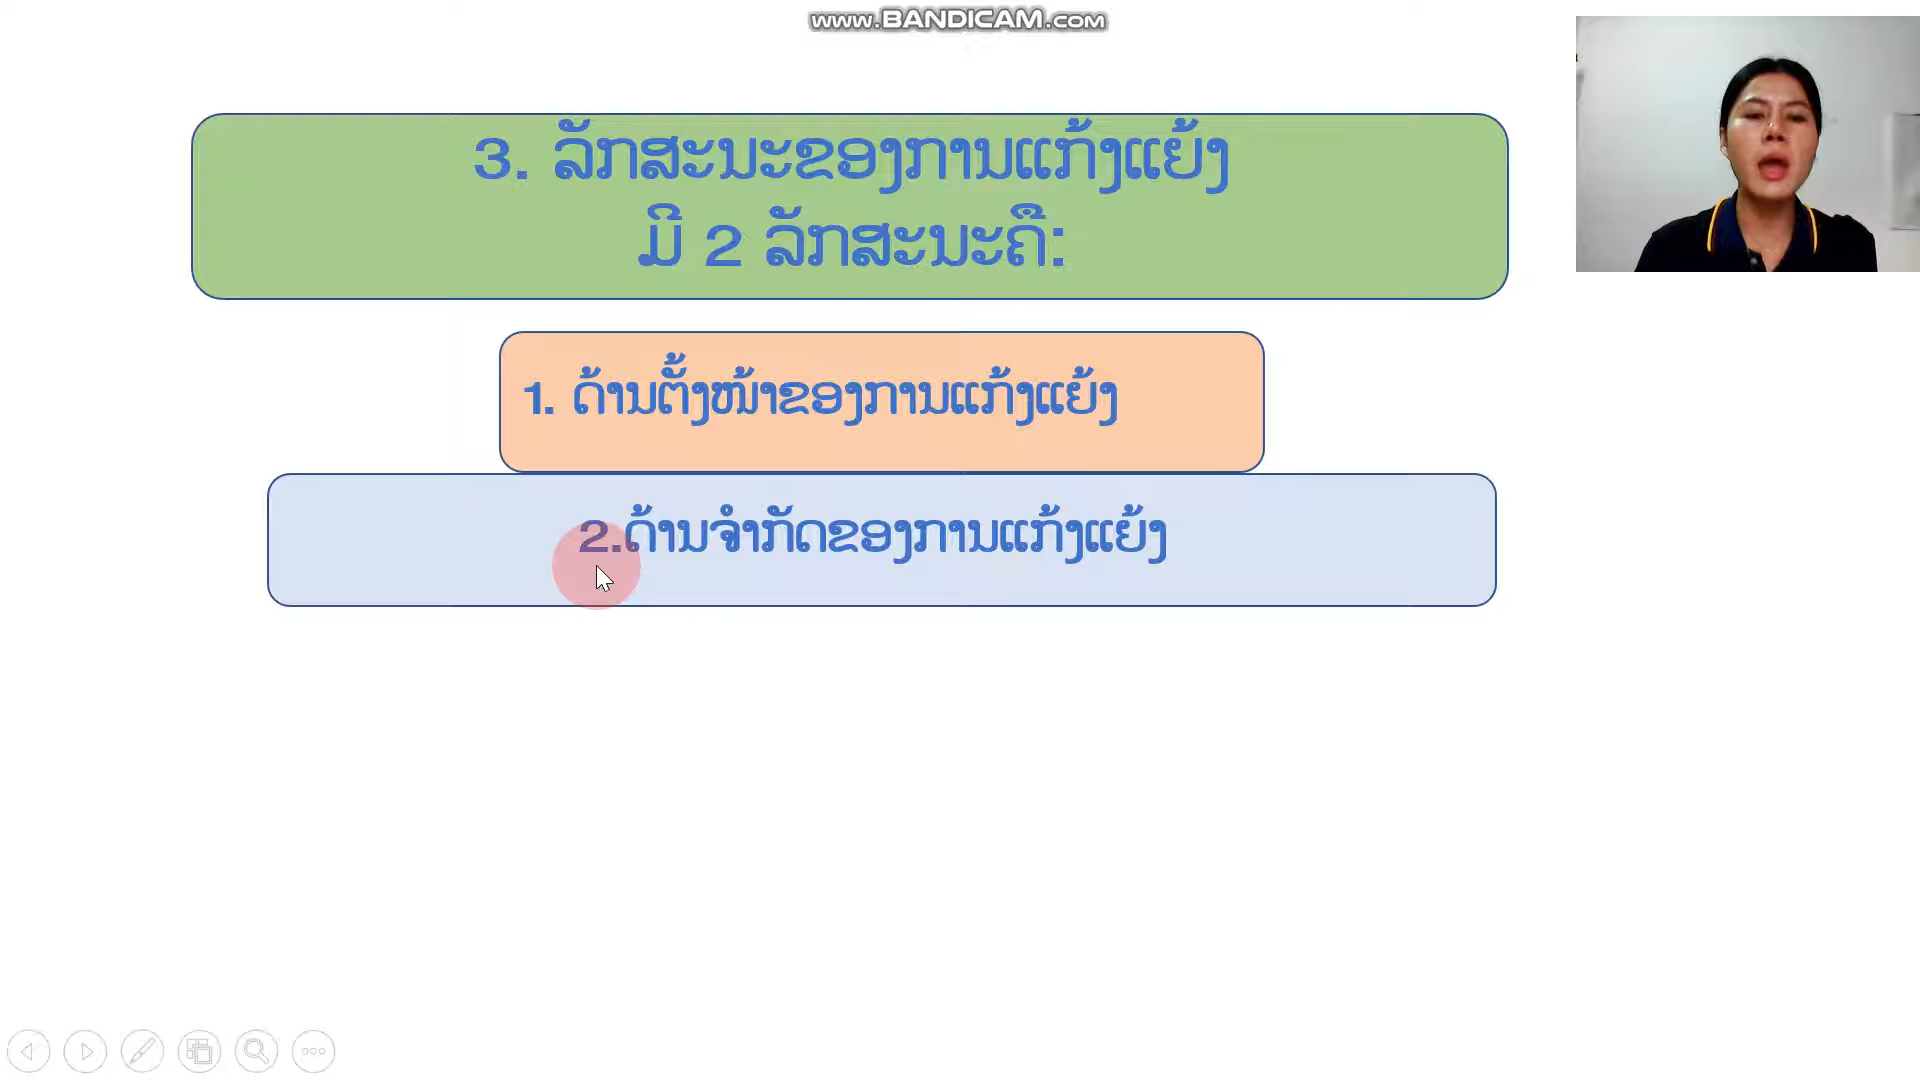 www.BANDICAM.com
3. ລັກສະນະຂອງການແກ້ງແຍ້ງ
ມີ 2 ລັກສະນະຄື:
1. ດ້ານຕັ້ງໜ້າຂອງການແກ້ງແຍ້ງ
2.ດ້ານຈຳກັດຂອງການແກ້ງແຍ້ງ